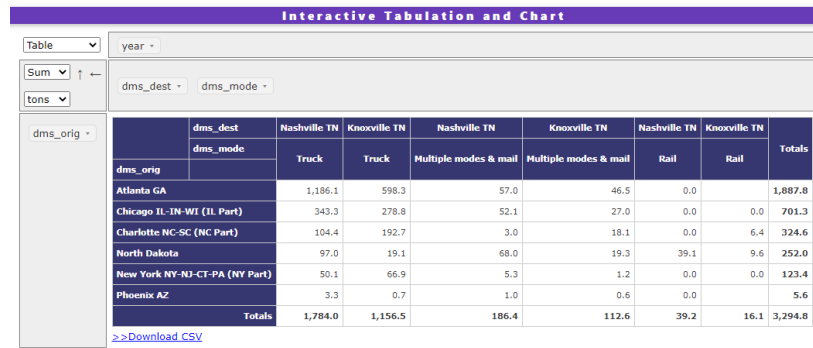 Interactive Tabulation and Chart
Table year
Sum ↑ ←
tons dms_dest dms_mode
dms_orig
dms_dest Nashville TN Knoxville TN Nashville TN Knoxville TN Nashville TN Knoxville TN
dms_mode Truck Truck Multiple modes & mail Multiple modes & mail Rail Rail Totals
dms_orig
Atlanta GA 1,186.1 598.3 57.0 46.5 0.0 1,887.8
Chicago IL-IN-WI (IL Part) 343.3 278.8 52.1 27.0 0.0 0.0 701.3
Charlotte NC-SC (NC Part) 104.4 192.7 3.0 18.1 0.0 6.4 324.6
North Dakota 97.0 19.1 68.0 19.3 39.1 9.6 252.0
New York NY-NJ-CT-PA (NY Part) 50.1 66.9 5.3 1.2 0.0 0.0 123.4
Phoenix AZ 3.3 0.7 1.0 0.6 0.0 5.6
Totals 1,784.0 1,156.5 186.4 112.6 39.2 16.1 3,294.8
>>Download CSV